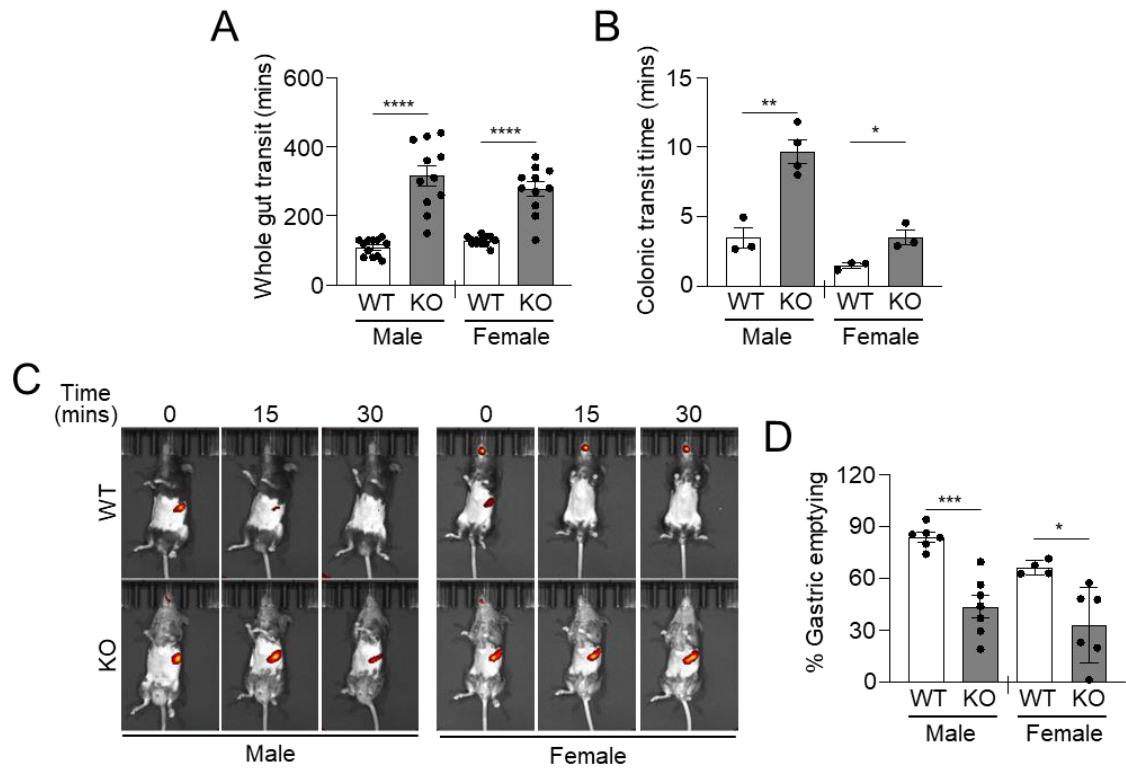 A
Whole gut transit (mins)
600
400
200
0
****
****
WT KO WT KO
Male Female
B
Colonic transit time (mins)
15
10
5
0
**
*
WT KO WT KO
Male Female
C
Time
(mins)
0 15 30 0 15 30
WT
KO
Male Female
D
% Gastric emptying
120
90
60
30
0
***
*
WT KO WT KO
Male Female